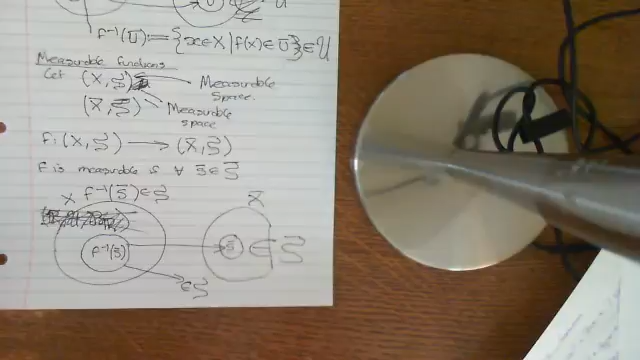 f⁻¹(Ū) := {x∈X | f(x)∈Ū}∈U
Measurable functions
Let (X, ξ) Measurable Space.
(X̄, ξ̄) Measurable space
f: (X, ξ) → (X̄, ξ̄)
F is measurable if ∀ s̄ ∈ ξ̄
f⁻¹(s̄) ∈ ξ
X X̄
f⁻¹(s̄) s̄ ∈ ξ̄
∈ ξ